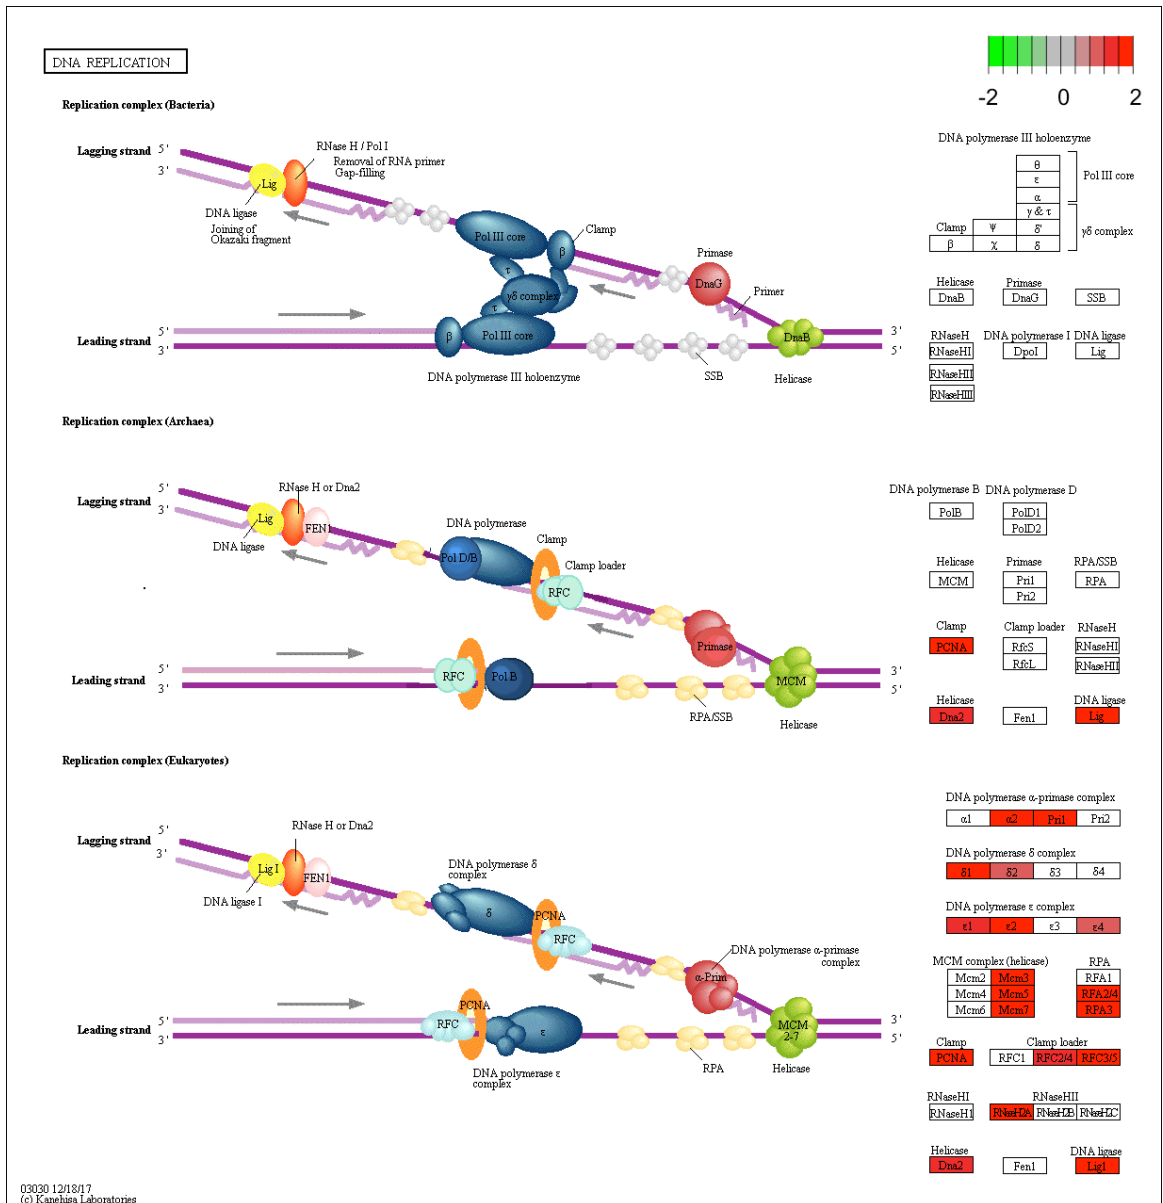 DNA REPLICATION
-2 0 2
Replication complex (Bacteria)
Lagging strand 5'
3'
RNase H / Pol I
Removal of RNA primer
Gap-filling
Lig
DNA ligase
Joining of
Okazaki fragment
Pol III core
Clamp
β
τ
γδ complex
τ
Primase
DnaG
Primer
Leading strand 5'
3'
β
Pol III core
DnaB
3'
5'
SSB
Helicase
DNA polymerase III holoenzyme
DNA polymerase III holoenzyme
θ
ε
α
Pol III core
γ & τ
Clamp ψ δ'
β χ δ
γδ complex
Helicase Primase
DnaB DnaG SSB
RNaseH DNA polymerase I DNA ligase
RNaseHI DpoI Lig
RNaseHII
RNaseHIII
Replication complex (Archaea)
Lagging strand 5'
3'
RNase H or Dna2
Lig
FEN1
DNA ligase
DNA polymerase
Pol D/B
Clamp
Clamp loader
RFC
Primase
Leading strand 5'
3'
RFC
Pol B
MCM
3'
5'
RPA/SSB
Helicase
DNA polymerase B DNA polymerase D
PolB PolD1
PolD2
Helicase Primase RPA/SSB
MCM Pri1 RPA
Pri2
Clamp Clamp loader RNaseH
PCNA RfcS RNaseHI
RfcL RNaseHII
Helicase DNA ligase
Dna2 Fen1 Lig
Replication complex (Eukaryotes)
Lagging strand 5'
3'
RNase H or Dna2
Lig I
FEN1
DNA ligase I
DNA polymerase δ
complex
δ
PCNA
RFC
DNA polymerase α-primase
complex
α-Prim
Leading strand 5'
3'
PCNA
RFC
ε
MCM
2-7
3'
5'
RPA
Helicase
DNA polymerase ε
complex
DNA polymerase α-primase complex
α1 α2 Pri1 Pri2
DNA polymerase δ complex
δ1 δ2 δ3 δ4
DNA polymerase ε complex
ε1 ε2 ε3 ε4
MCM complex (helicase) RPA
Mcm2 Mcm3 RFA1
Mcm4 Mcm5 RFA2/4
Mcm6 Mcm7 RPA3
Clamp Clamp loader
PCNA RFC1 RFC2/4 RFC3/5
RNaseHI RNaseHII
RNaseH1 RNaseH2A RNaseH2B RNaseH2C
Helicase DNA ligase
Dna2 Fen1 Lig1
03030 12/18/17
(c) Kanehisa Laboratories